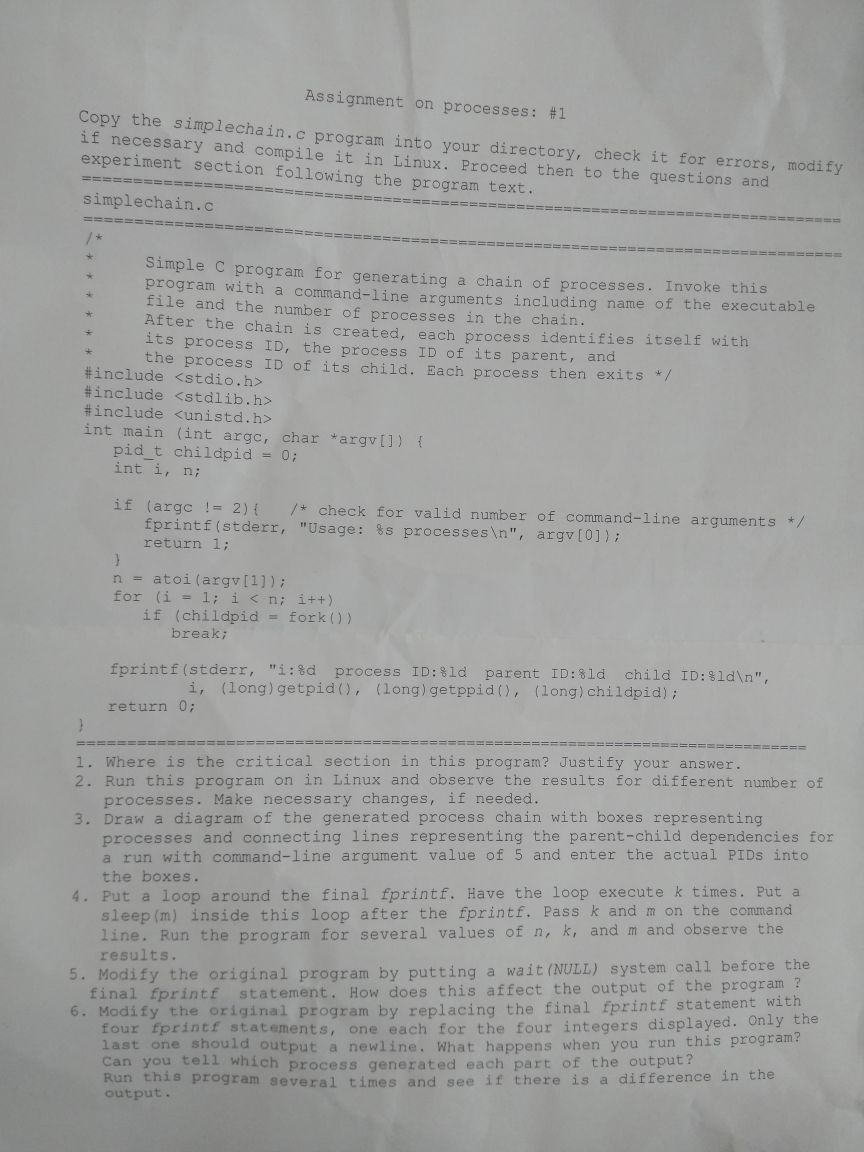 Assignment on processes: #1
Copy the simplechain.c program into your directory, check it for errors, modify
if necessary and compile it in Linux. Proceed then to the questions and
experiment section following the program text.
================================================================================
simplechain.c
================================================================================
/*
* Simple C program for generating a chain of processes. Invoke this
* program with a command-line arguments including name of the executable
* file and the number of processes in the chain.
* After the chain is created, each process identifies itself with
* its process ID, the process ID of its parent, and
* the process ID of its child. Each process then exits */
#include <stdio.h>
#include <stdlib.h>
#include <unistd.h>
int main (int argc, char *argv[]) {
pid_t childpid = 0;
int i, n;
if (argc != 2){ /* check for valid number of command-line arguments */
fprintf(stderr, "Usage: %s processes\n", argv[0]);
return 1;
}
n = atoi(argv[1]);
for (i = 1; i < n; i++)
if (childpid = fork())
break;
fprintf(stderr, "i:%d process ID:%ld parent ID:%ld child ID:%ld\n",
i, (long)getpid(), (long)getppid(), (long)childpid);
return 0;
}
================================================================================
1. Where is the critical section in this program? Justify your answer.
2. Run this program on in Linux and observe the results for different number of
processes. Make necessary changes, if needed.
3. Draw a diagram of the generated process chain with boxes representing
processes and connecting lines representing the parent-child dependencies for
a run with command-line argument value of 5 and enter the actual PIDs into
the boxes.
4. Put a loop around the final fprintf. Have the loop execute k times. Put a
sleep(m) inside this loop after the fprintf. Pass k and m on the command
line. Run the program for several values of n, k, and m and observe the
results.
5. Modify the original program by putting a wait(NULL) system call before the
final fprintf statement. How does this affect the output of the program ?
6. Modify the original program by replacing the final fprintf statement with
four fprintf statements, one each for the four integers displayed. Only the
last one should output a newline. What happens when you run this program?
Can you tell which process generated each part of the output?
Run this program several times and see if there is a difference in the
output.